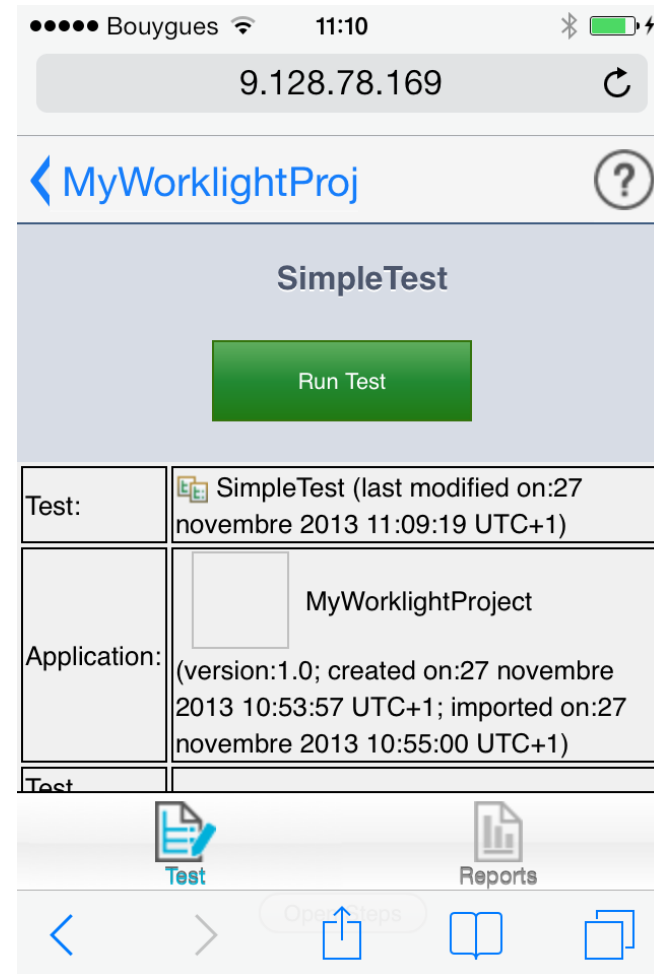 Bouygues 11:10
9.128.78.169
MyWorklightProj
?
SimpleTest
Run Test
Test:
SimpleTest (last modified on:27
novembre 2013 11:09:19 UTC+1)
Application:
MyWorklightProject
(version:1.0; created on:27 novembre
2013 10:53:57 UTC+1; imported on:27
novembre 2013 10:55:00 UTC+1)
Test
Test
Reports
Open Steps